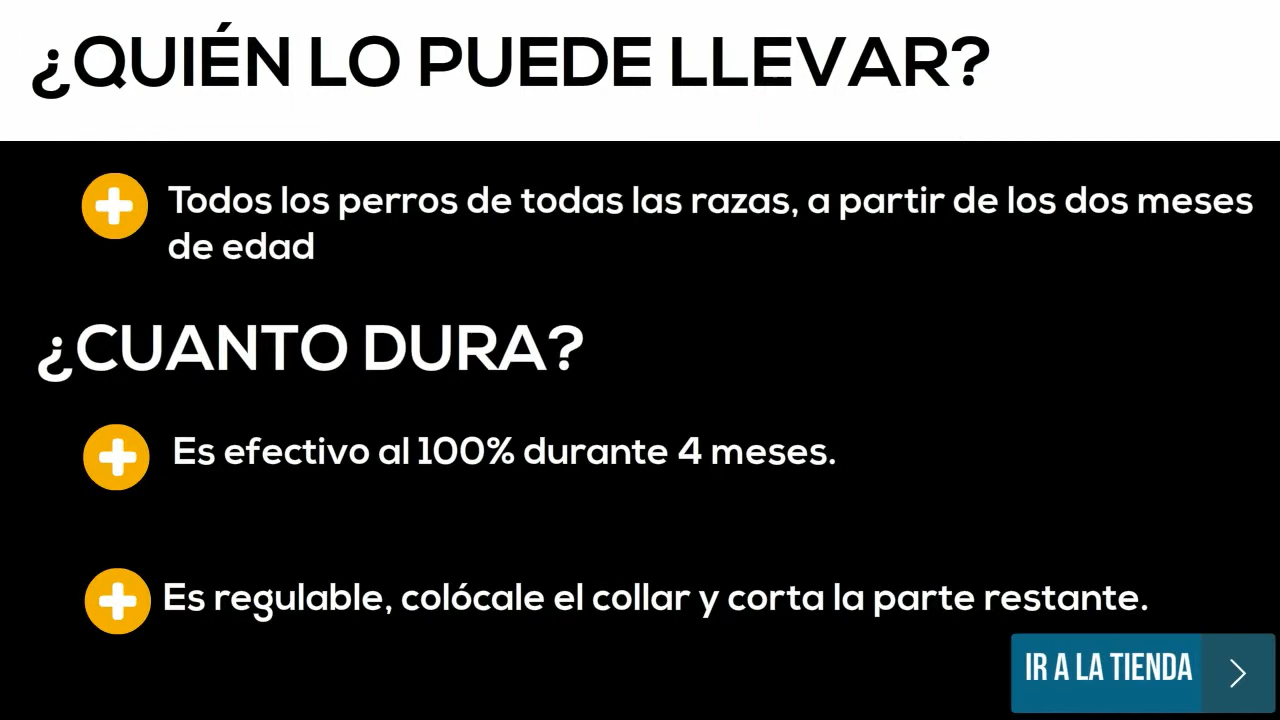 ¿QUIÉN LO PUEDE LLEVAR?
Todos los perros de todas las razas, a partir de los dos meses
de edad
¿CUANTO DURA?
Es efectivo al 100% durante 4 meses.
Es regulable, colócale el collar y corta la parte restante.
IR A LA TIENDA